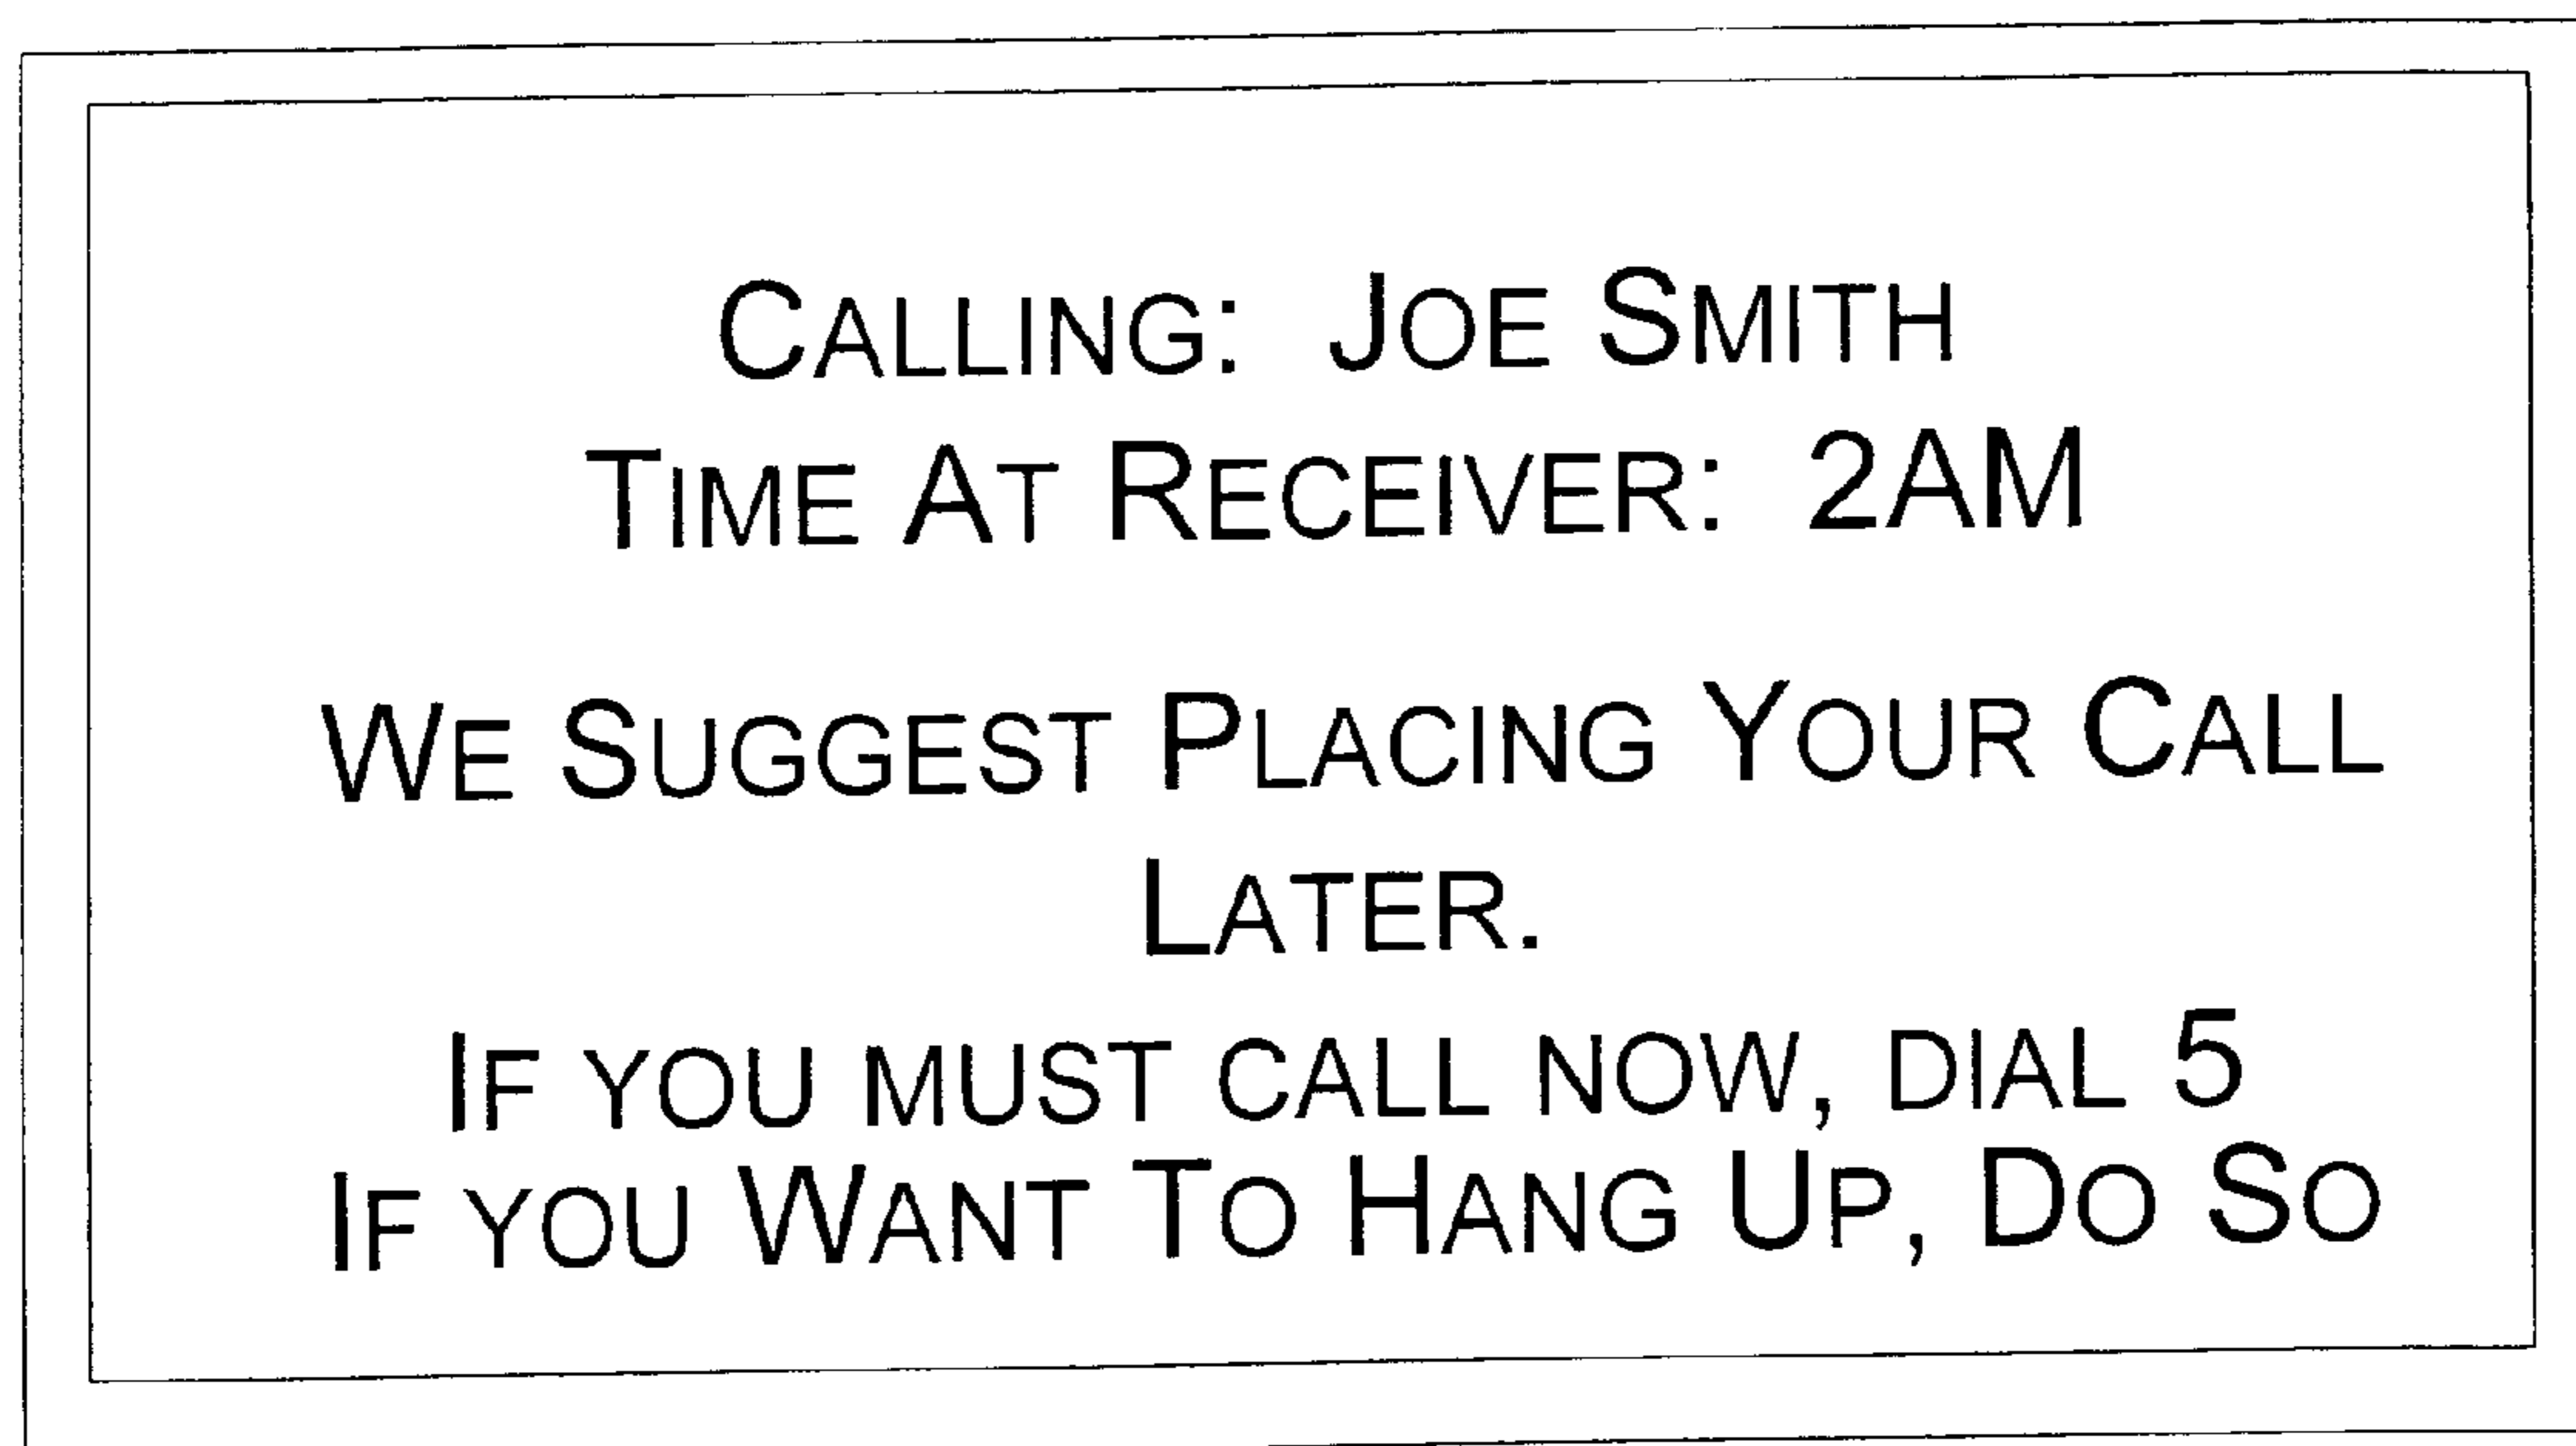 Calling:  Joe Smith
Time At Receiver:  2AM
We Suggest Placing Your Call
Later.
If you must call now, dial 5
If you Want To Hang Up, Do So